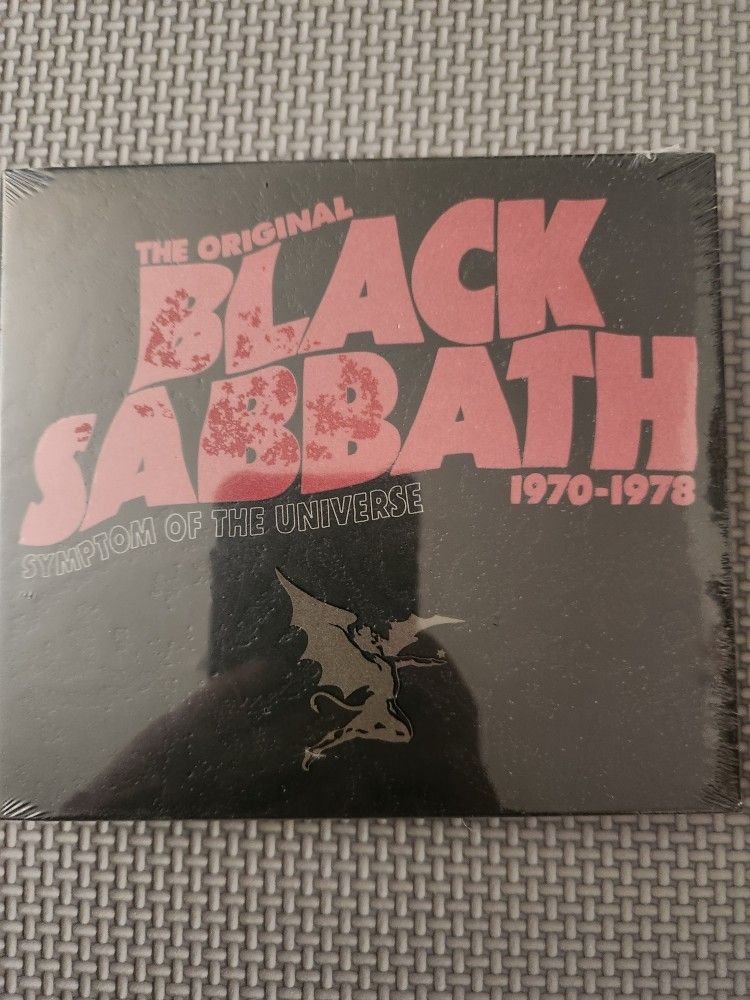 THE ORIGINAL
BLACK
SABBATH
1970-1978
SYMPTOM OF THE UNIVERSE